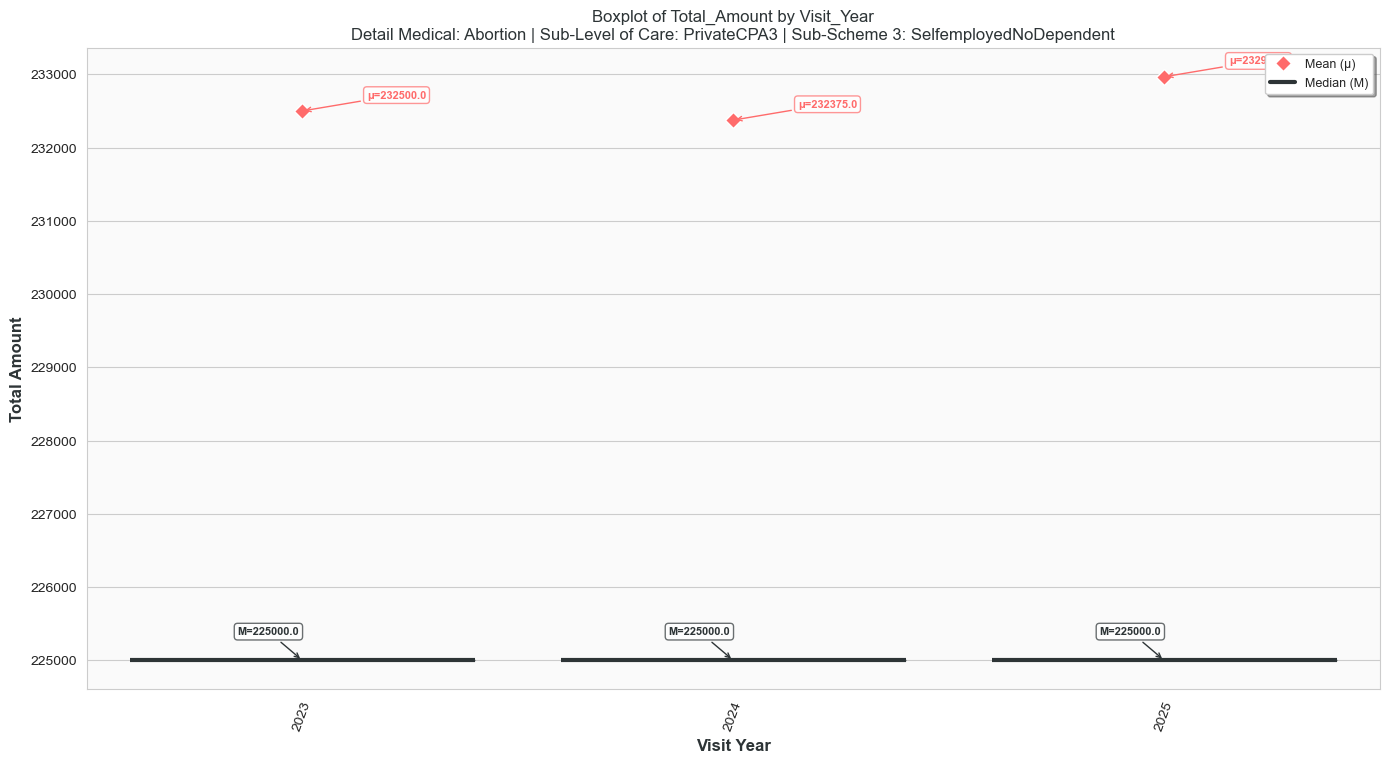 Boxplot of Total_Amount by Visit_Year
Detail Medical: Abortion | Sub-Level of Care: PrivateCPA3 | Sub-Scheme 3: SelfemployedNoDependent
Mean (μ)
Median (M)
μ=232500.0
μ=232375.0
233000
232000
231000
230000
229000
228000
227000
226000
225000
Total Amount
M=225000.0
M=225000.0
M=225000.0
2023
2024
2025
Visit Year